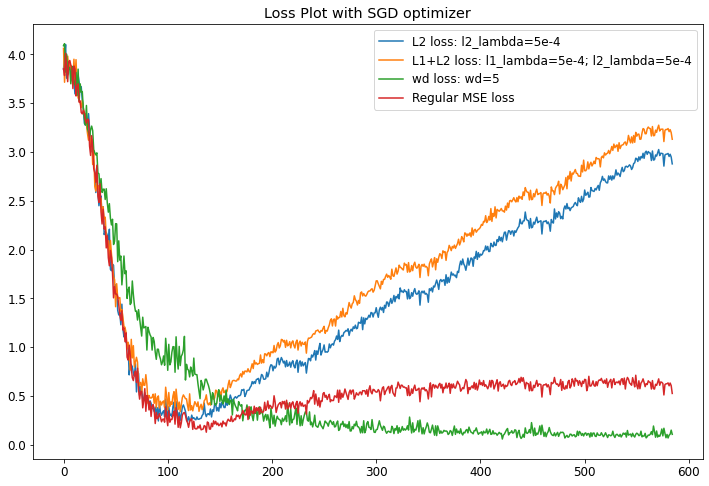 Loss Plot with SGD optimizer
L2 loss: l2_lambda=5e-4
L1+L2 loss: l1_lambda=5e-4; l2_lambda=5e-4
wd loss: wd=5
Regular MSE loss
4.0
3.5
3.0
2.5
2.0
1.5
1.0
0.5
0.0
0 100 200 300 400 500 600